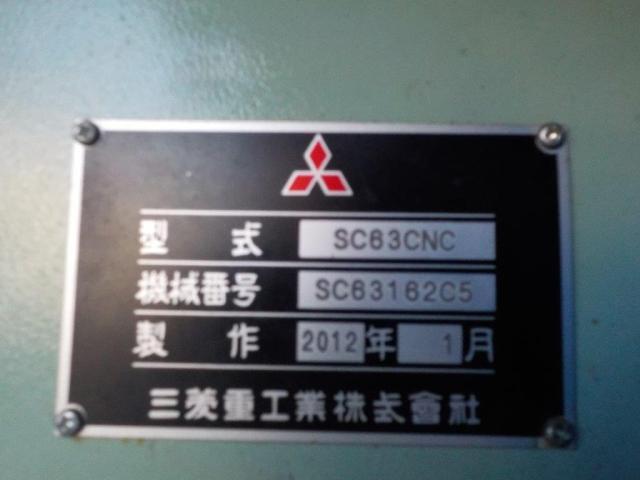 型式 SC63CNC
機械番号 SC63162C5
製作 2012年 1月
三菱重工業株式會社